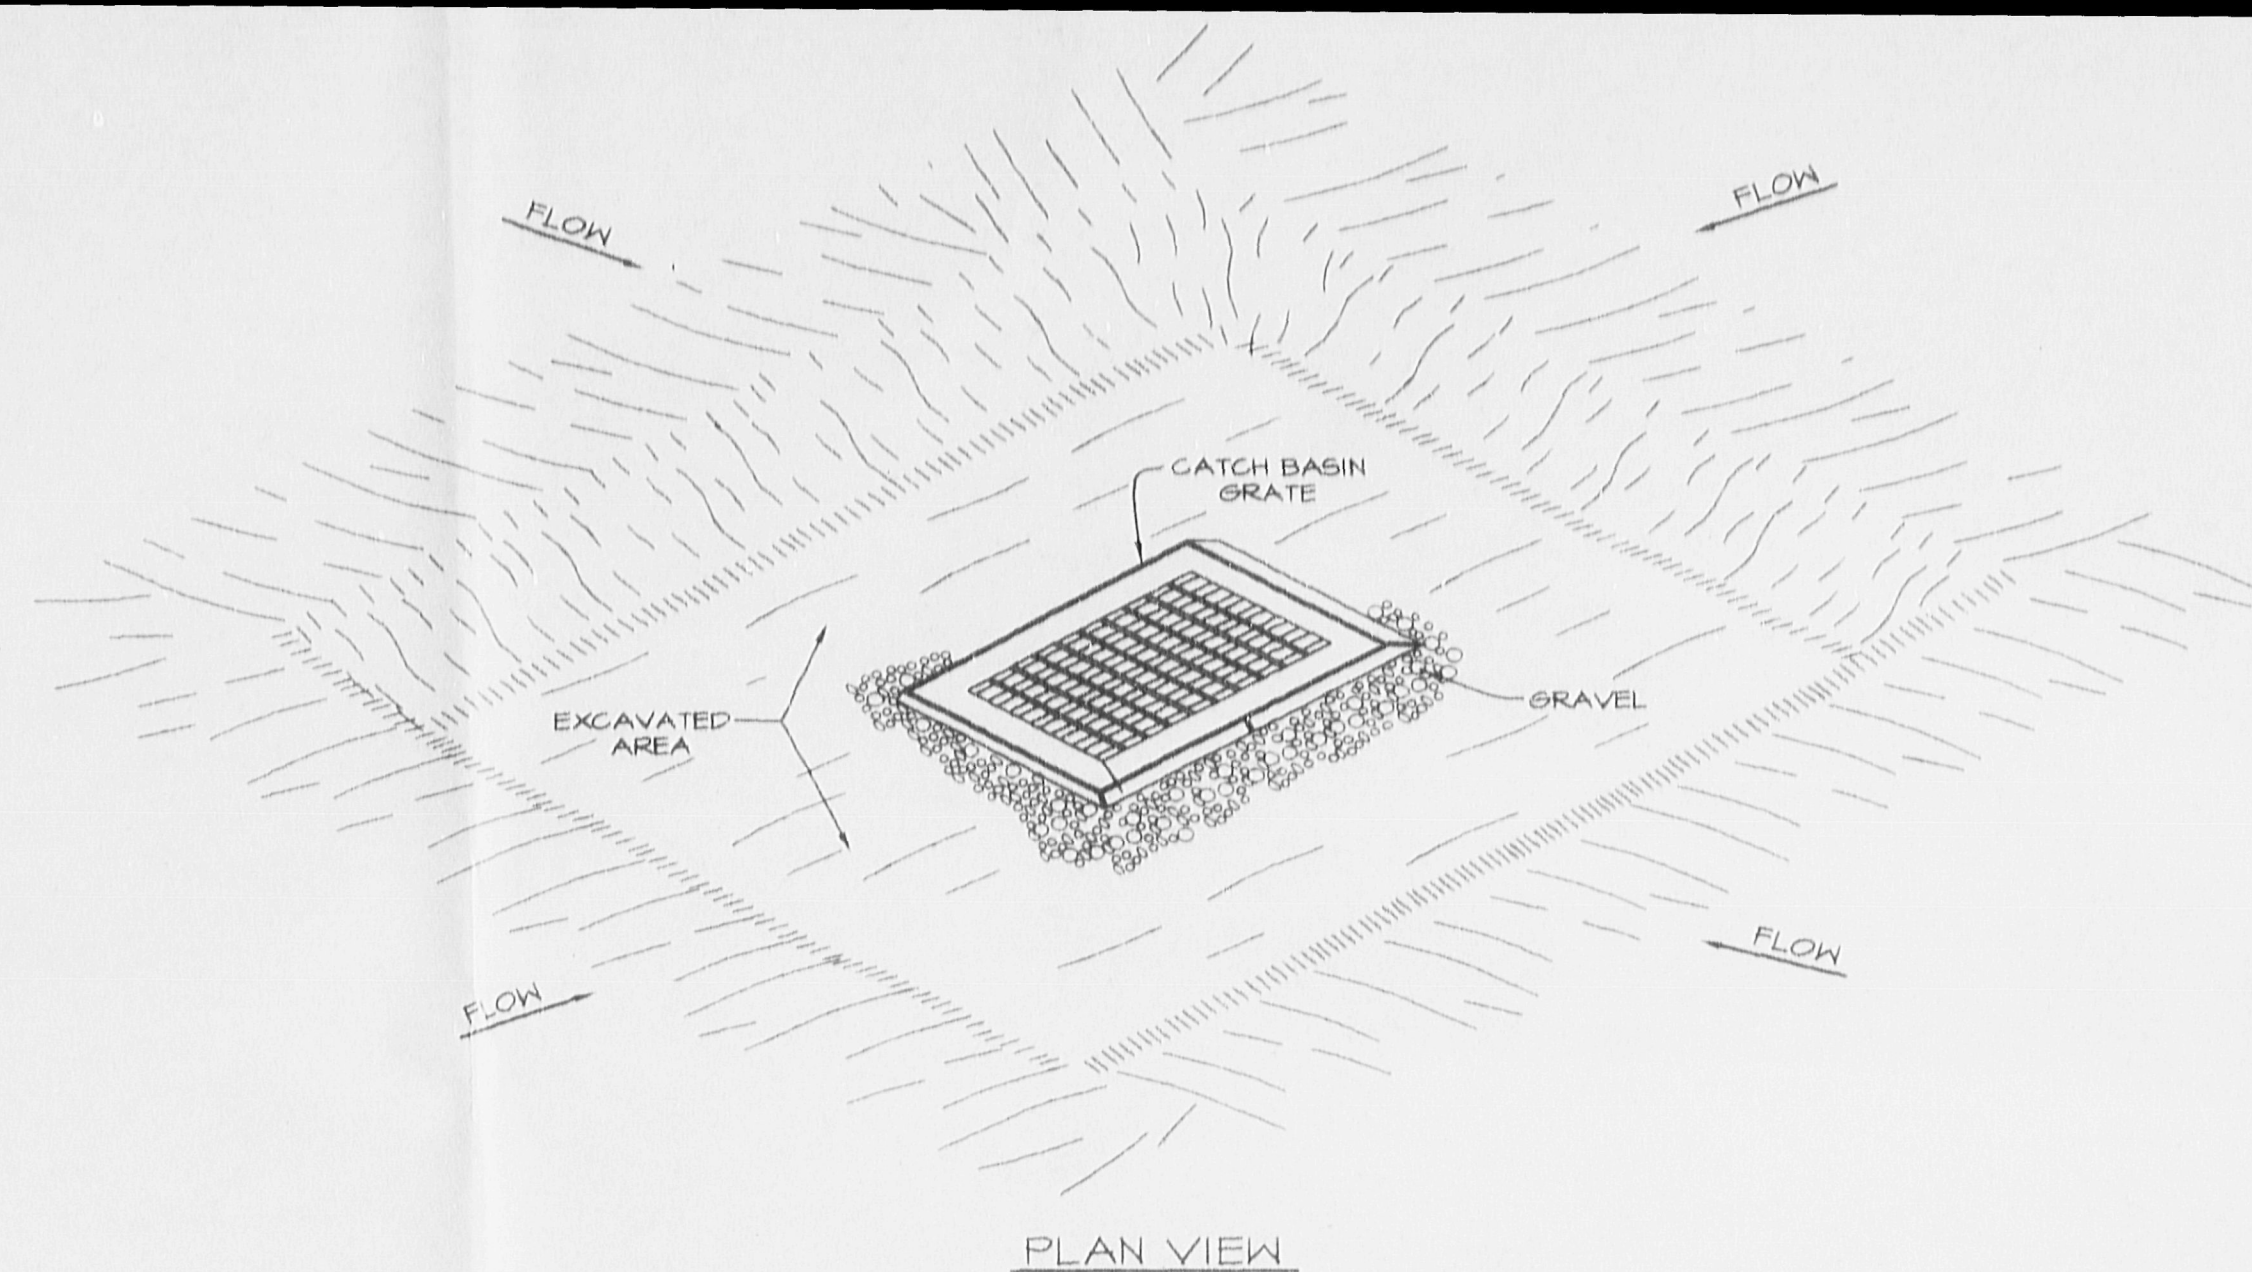 FLOW
FLOW
CATCH BASIN
GRATE
GRAVEL
EXCAVATED
AREA
FLOW
FLOW
PLAN VIEW